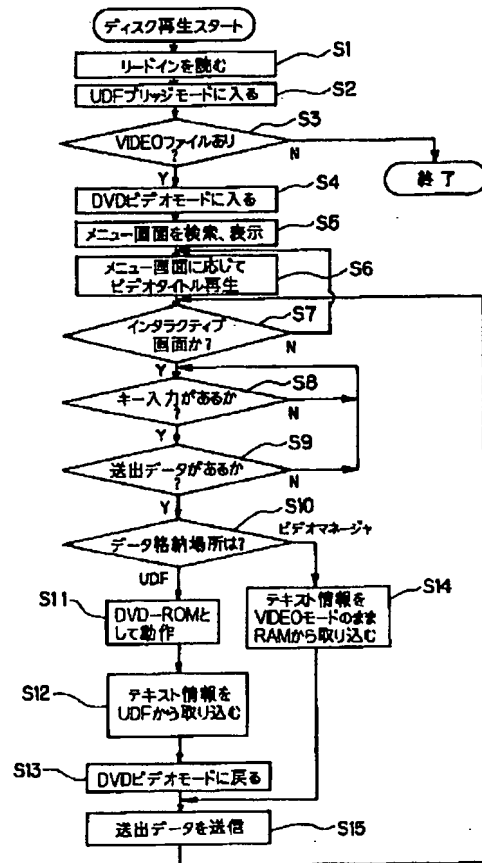 ディスク再生スタート
S1
リードインを読む
S2
UDFブリッジモードに入る
S3
VIDEOファイルあり
?
N
Y
終了
S4
DVDビデオモードに入る
S5
メニュー画面を検索、表示
S6
メニュー画面に応じて
ビデオタイトル再生
S7
インタラクティブ
画面か?
N
Y
S8
キー入力があるか
?
N
Y
S9
送出データがあるか
?
N
Y
S10
データ格納場所は?
ビデオマネージャ
UDF
S11
DVD-ROMと
して動作
S14
テキスト情報を
VIDEOモードのまま
RAMから取り込む
S12
テキスト情報を
UDFから取り込む
S13
DVDビデオモードに戻る
送出データを送信
S15